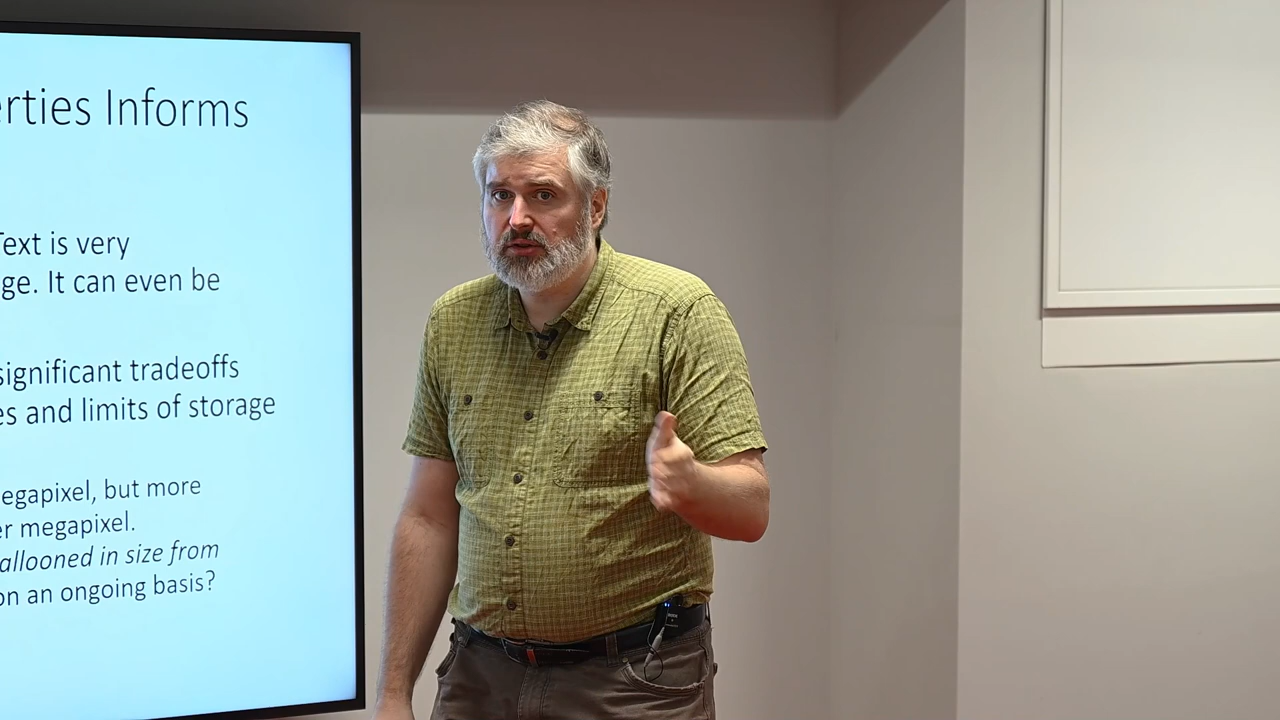 erties Informs
Text is very
ge. It can even be
significant tradeoffs
es and limits of storage
egapixel, but more
er megapixel.
allooned in size from
on an ongoing basis?